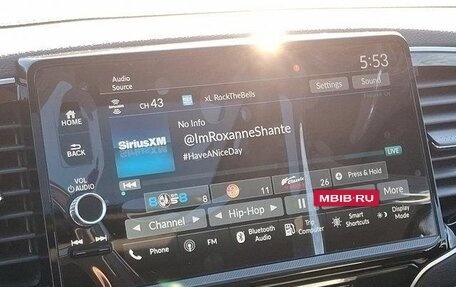 5:53
Audio
Source
CH 43
xL RockTheBells
Settings
Sound
HOME
No Info
@ImRoxanneShante
#HaveANiceDay
SiriusXM
BACK
LIVE
VOL
AUDIO
8
11
26
Press & Hold
MBIB.RU
More
Channel
Hip-Hop
Phone
FM
Bluetooth
Audio
Trip
Computer
Smart
Shortcuts
Display
Mode